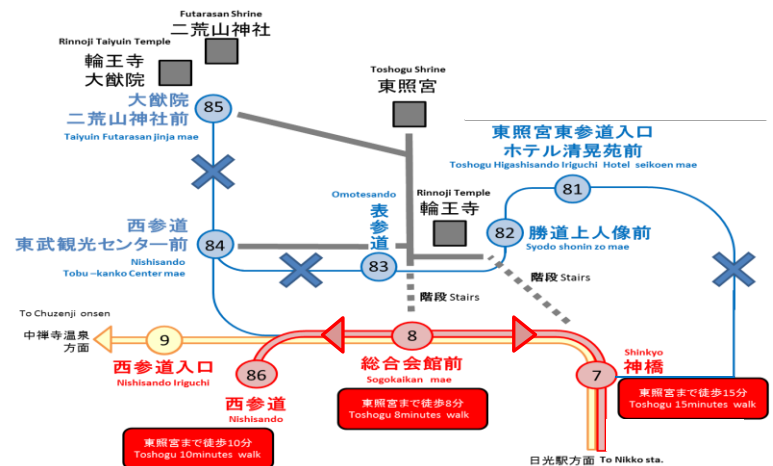 Futarasan Shrine
二荒山神社
Rinnoji Taiyuin Temple
輪王寺
大猷院
Toshogu Shrine
東照宮
大猷院
二荒山神社前
Taiyuin Futarasan jinja mae
85
東照宮東参道入口
ホテル清晃苑前
Toshogu Higashisando Iriguchi Hotel seikoen mae
81
Omotesando
表参道
83
Rinnoji Temple
輪王寺
82
勝道上人像前
Syodo shonin zo mae
西参道
東武観光センター前
84
Nishisando
Tobu –kanko Center mae
階段 Stairs
階段 Stairs
To Chuzenji onsen
中禅寺温泉
方面
9
西参道入口
Nishisando Iriguchi
86
西参道
Nishisando
8
総合会館前
Sogokaikan mae
7
Shinkyo
神橋
東照宮まで徒歩10分
Toshogu 10minutes walk
東照宮まで徒歩8分
Toshogu 8minutes walk
東照宮まで徒歩15分
Toshogu 15minutes walk
日光駅方面 To Nikko sta.